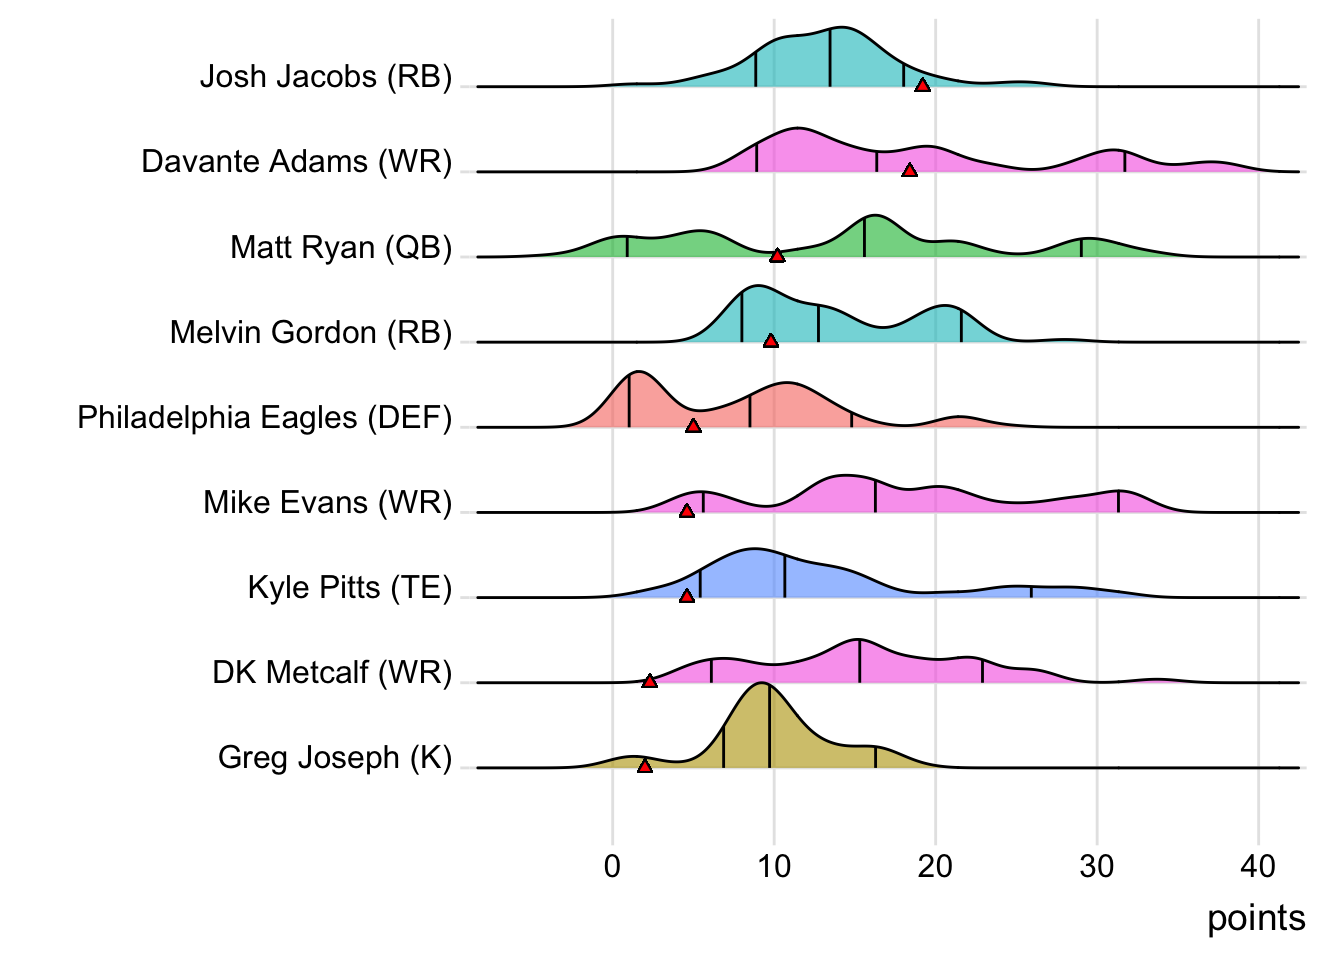 Josh Jacobs (RB)
Davante Adams (WR)
Matt Ryan (QB)
Melvin Gordon (RB)
Philadelphia Eagles (DEF)
Mike Evans (WR)
Kyle Pitts (TE)
DK Metcalf (WR)
Greg Joseph (K)
0 10 20 30 40
points